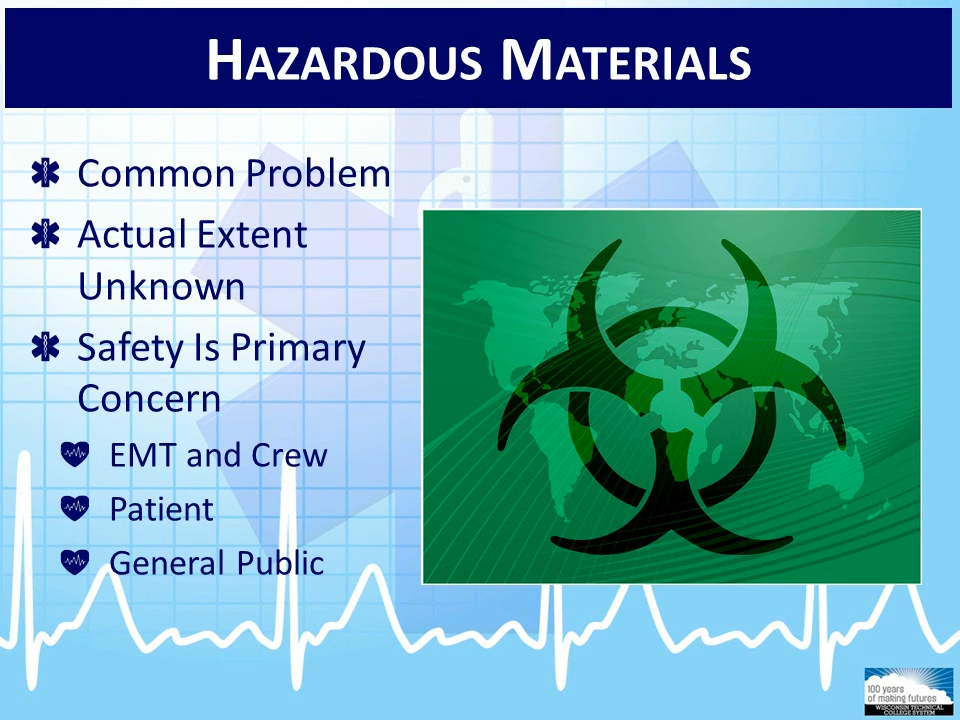 HAZARDOUS MATERIALS
Common Problem
Actual Extent
Unknown
Safety Is Primary
Concern
EMT and Crew
Patient
General Public
100 years
of making futures
WISCONSIN TECHNICAL
COLLEGE SYSTEM